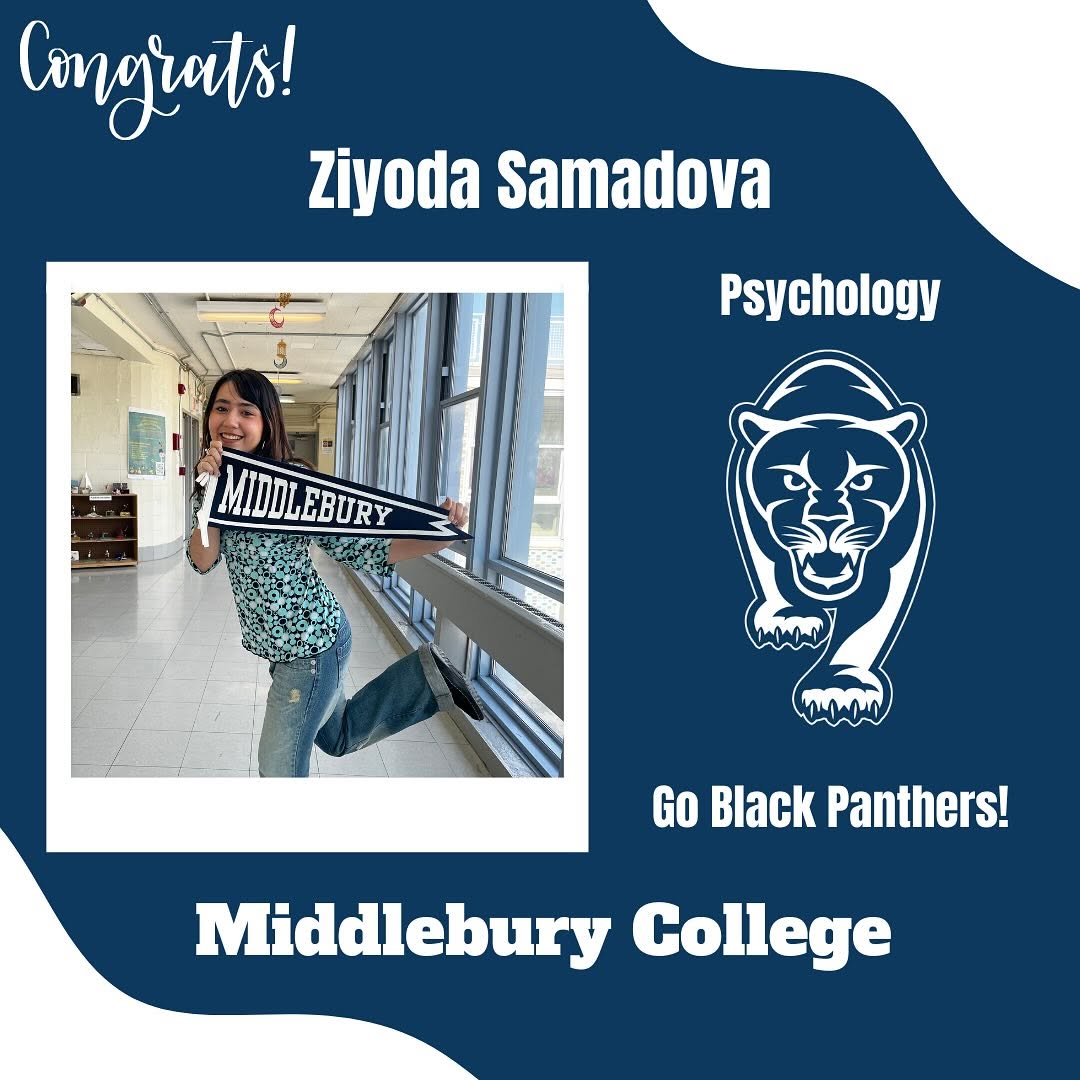 Congrats!
Ziyoda Samadova
Psychology
MIDDLEBURY
Go Black Panthers!
Middlebury College